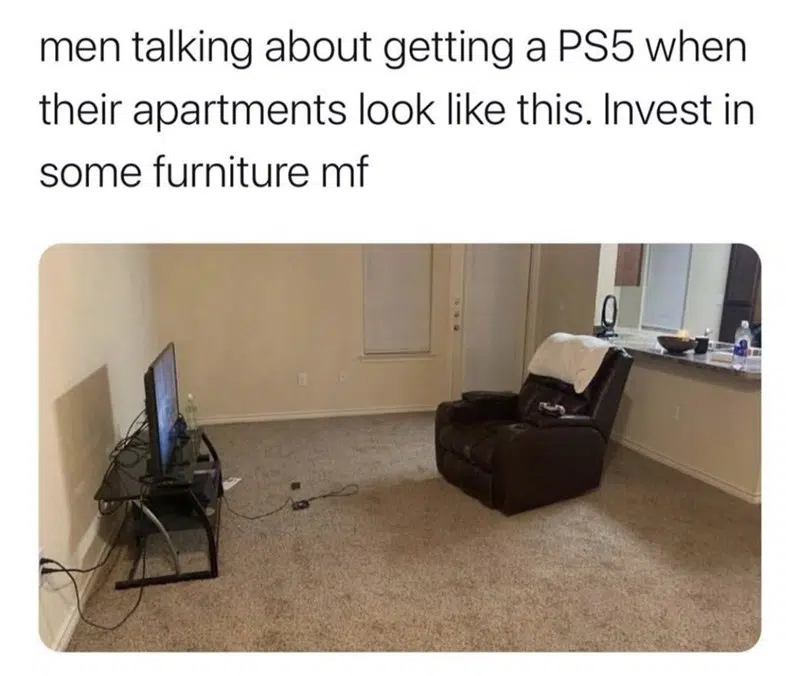 men talking about getting a PS5 when
their apartments look like this. Invest in
some furniture mf